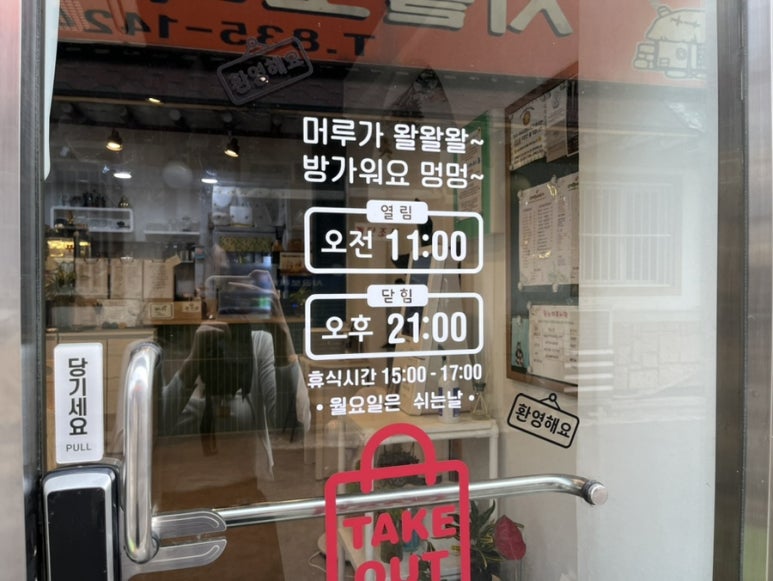 T.835-142
환영해요
머루가 왈왈왈~
방가워요 멍멍~
열림
오전 11:00
닫힘
오후 21:00
휴식시간 15:00 - 17:00
• 월요일은 쉬는날 •
당기세요
PULL
환영해요
TAKE
OUT